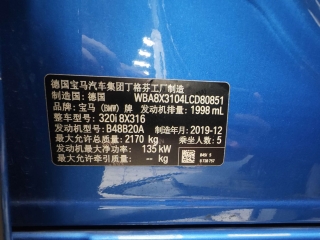 德国宝马汽车集团丁格芬工厂制造
制造国: 德国 WBA8X3104LCD80851
品牌: 宝马 (BMW) 牌 发动机排量: 1998 mL
整车型号: 320i 8X316
发动机型号: B48B20A 制造年月: 2019-12
最大允许总质量: 2170 kg 乘坐人数: 5
最大净功率: 135 kW
最大允许牵引质量: -- kg